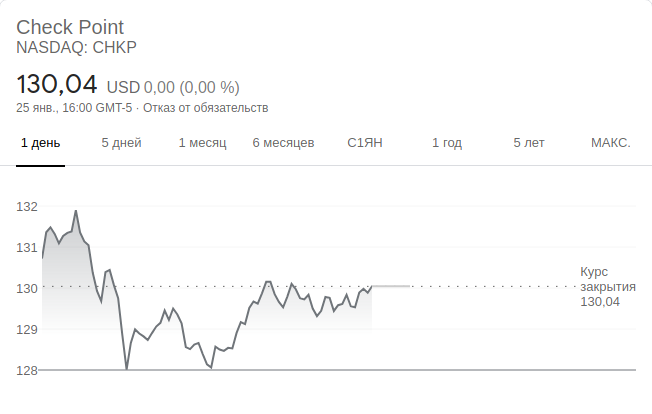 Check Point
NASDAQ: CHKP
130,04 USD 0,00 (0,00 %)
25 янв., 16:00 GMT-5 · Отказ от обязательств
1 день 5 дней 1 месяц 6 месяцев С1ЯН 1 год 5 лет МАКС.
132
131
Курс
130 закрытия
130,04
129
128